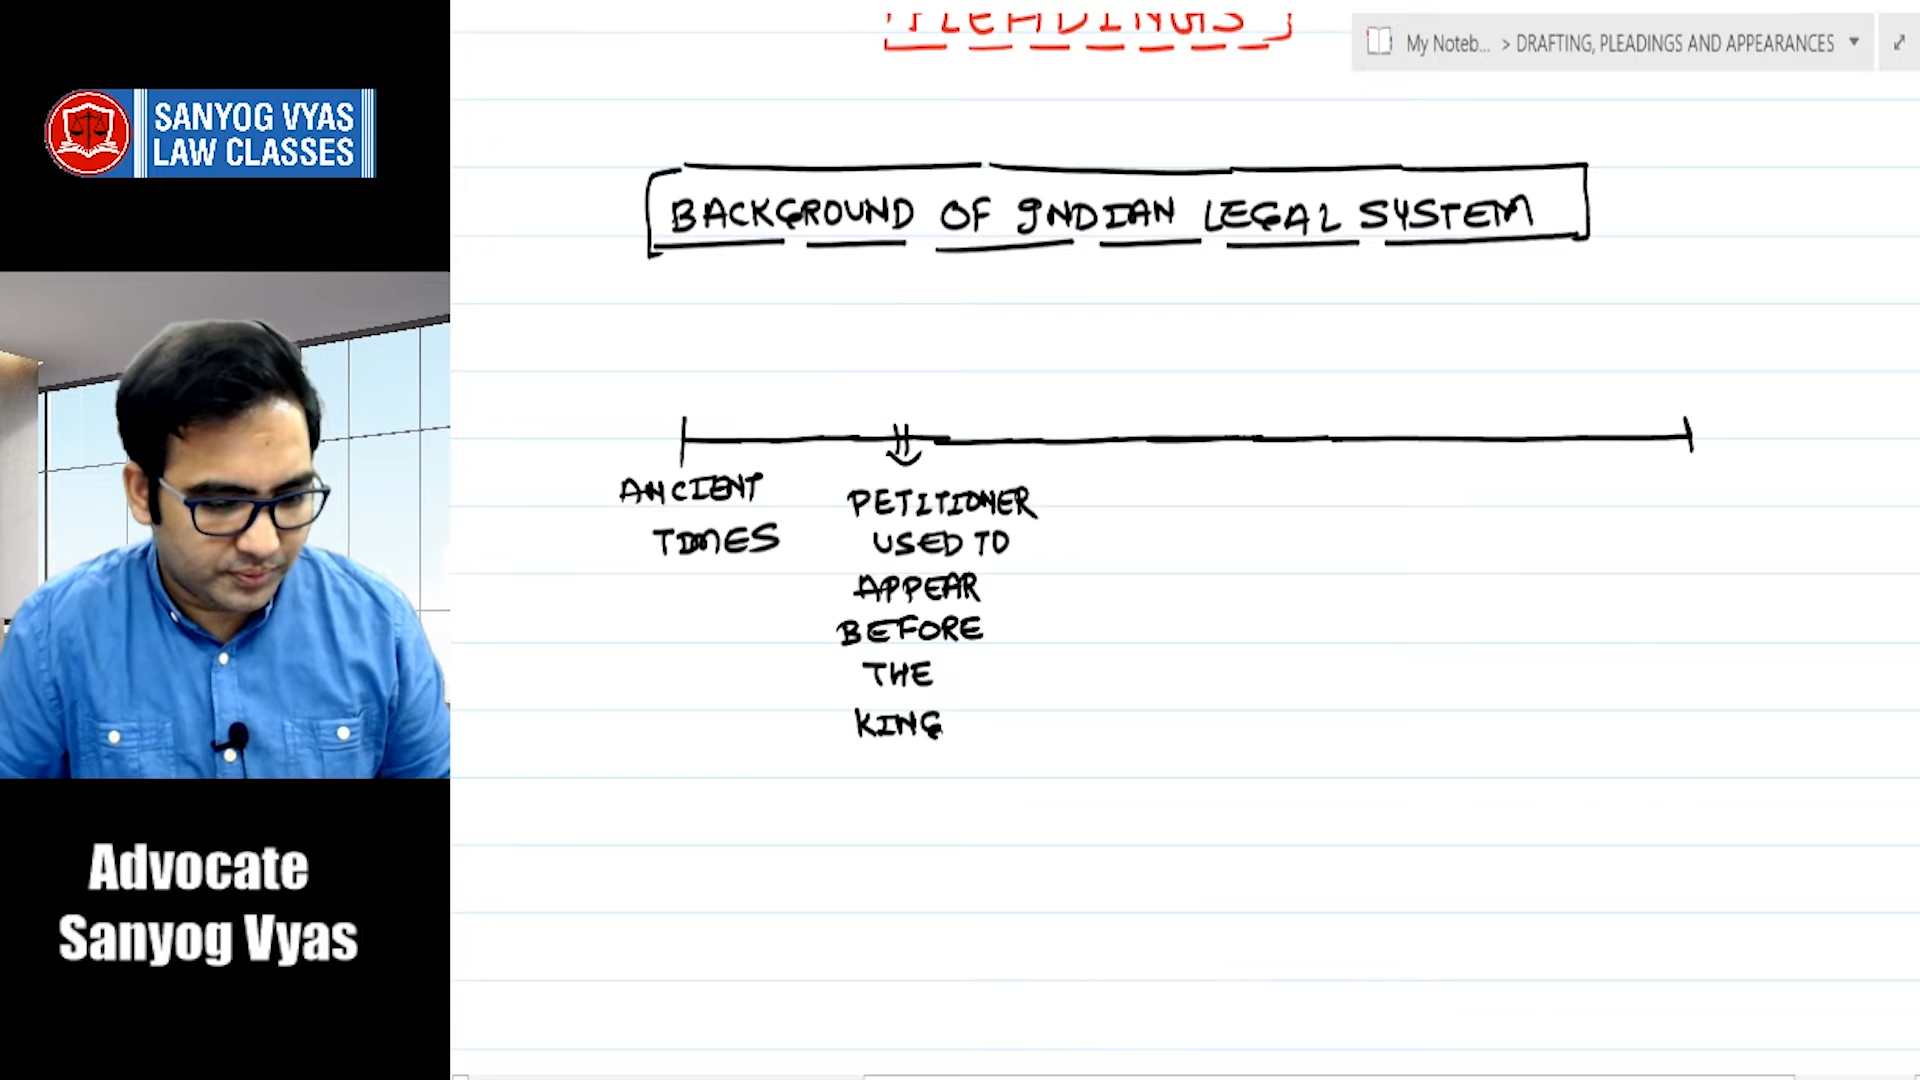 PLEADINGS
My Noteb... > DRAFTING, PLEADINGS AND APPEARANCES
SANYOG VYAS
LAW CLASSES
BACKGROUND OF INDIAN LEGAL SYSTEM
ANCIENT
TIMES
PETITIONER
USED TO
APPEAR
BEFORE
THE
KING
Advocate
Sanyog Vyas